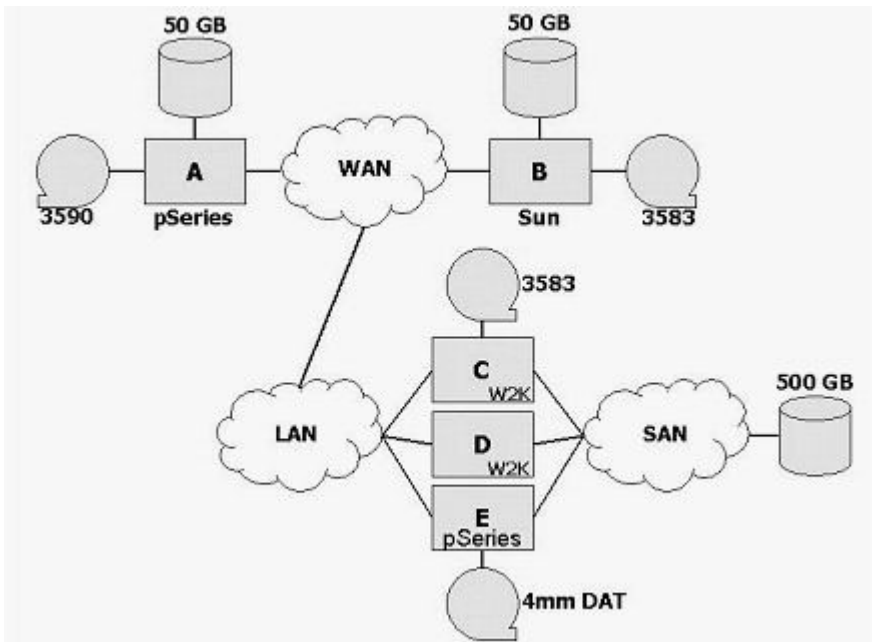 50 GB
50 GB
A
WAN
B
3590
pSeries
Sun
3583
3583
C
W2K
500 GB
LAN
D
W2K
SAN
E
pSeries
4mm DAT